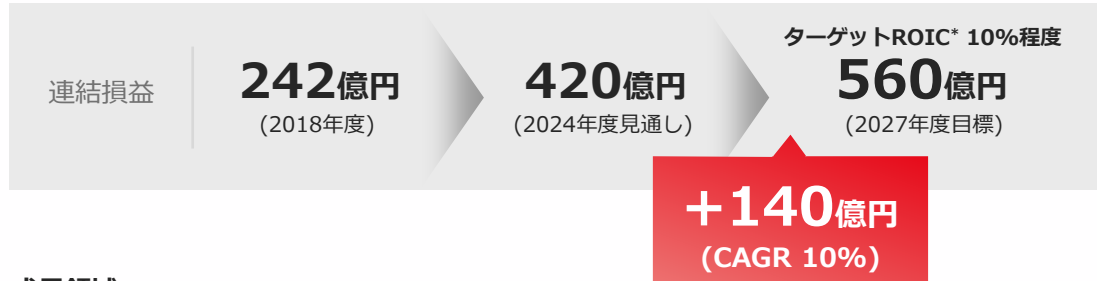 連結損益
242億円
(2018年度)
420億円
(2024年度見通し)
ターゲットROIC* 10%程度
560億円
(2027年度目標)
+140億円
(CAGR 10%)